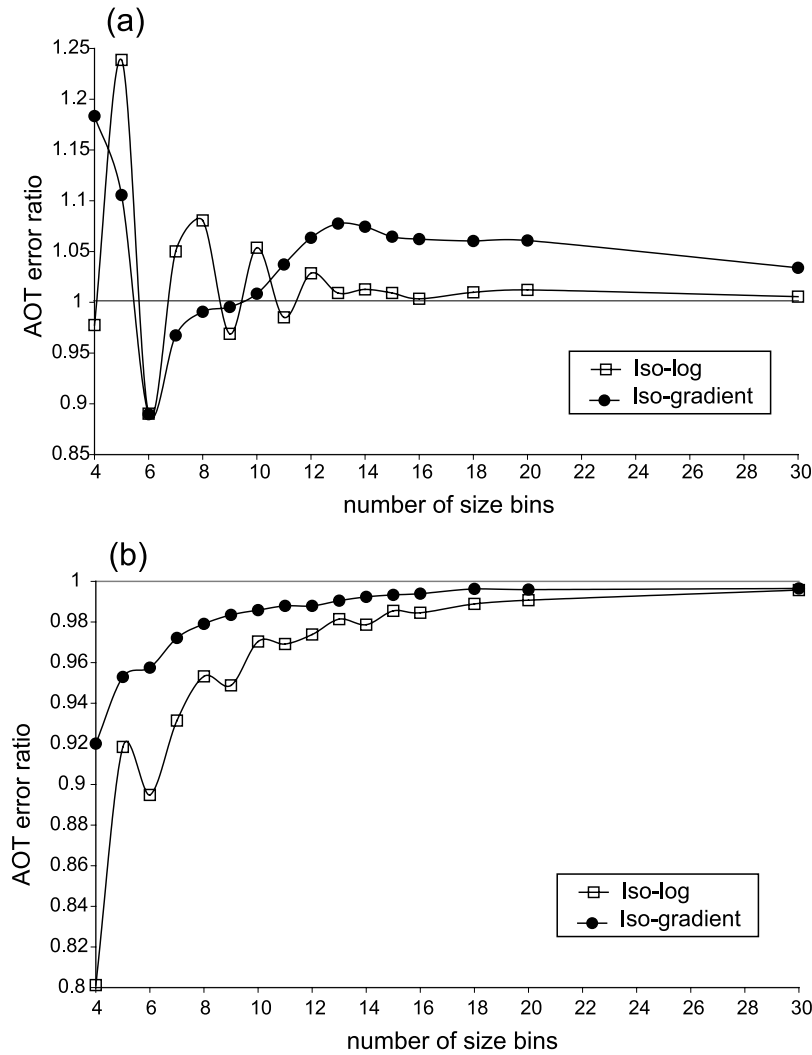 (a)
1.25
1.2
1.15
1.1
1.05
1
0.95
0.9
0.85
AOT error ratio
4 6 8 10 12 14 16 18 20 22 24 26 28 30
number of size bins
Iso-log
Iso-gradient
(b)
1
0.98
0.96
0.94
0.92
0.9
0.88
0.86
0.84
0.82
0.8
AOT error ratio
4 6 8 10 12 14 16 18 20 22 24 26 28 30
number of size bins
Iso-log
Iso-gradient